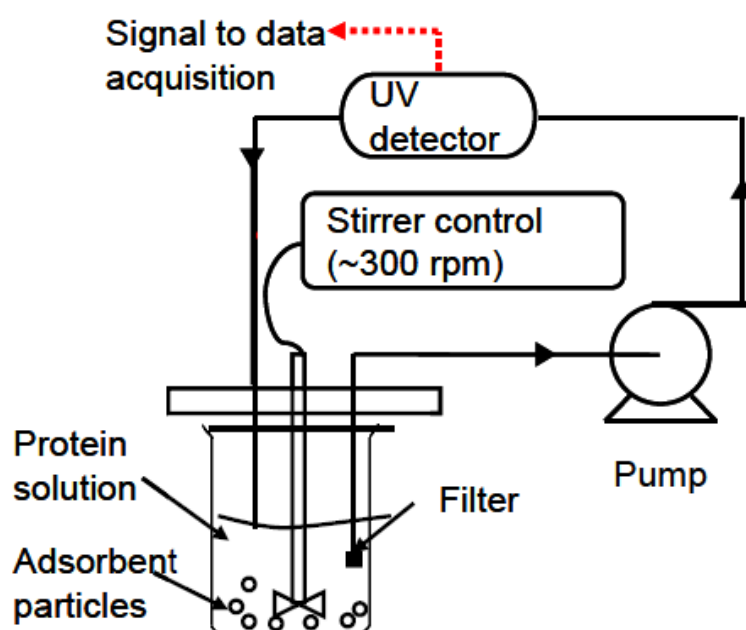 Signal to data
acquisition
UV
detector
Stirrer control
(~300 rpm)
Protein
solution
Filter
Pump
Adsorbent
particles